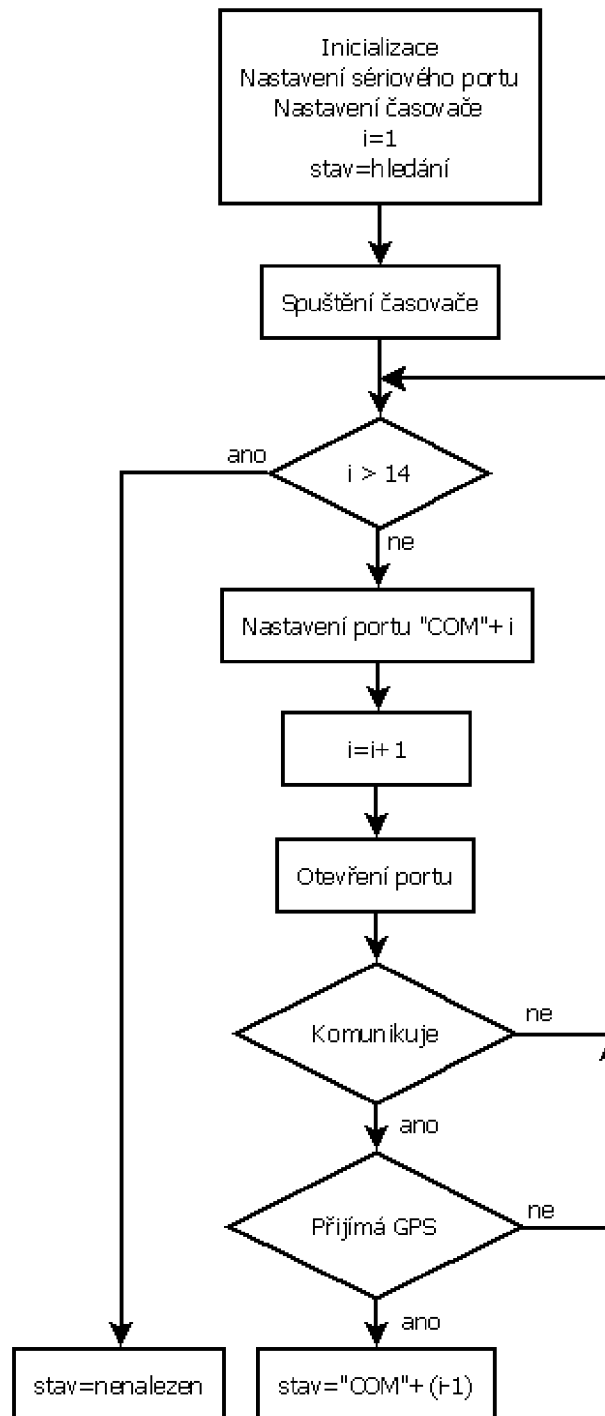 Inicializace
Nastavení sériového portu
Nastavení časovače
i=1
stav=hledání
Spuštění časovače
ano
i > 14
ne
Nastavení portu "COM"+ i
i=i+1
Otevření portu
Komunikuje
ne
ano
Přijímá GPS
ne
ano
stav=nenalezen
stav="COM"+ (i-1)